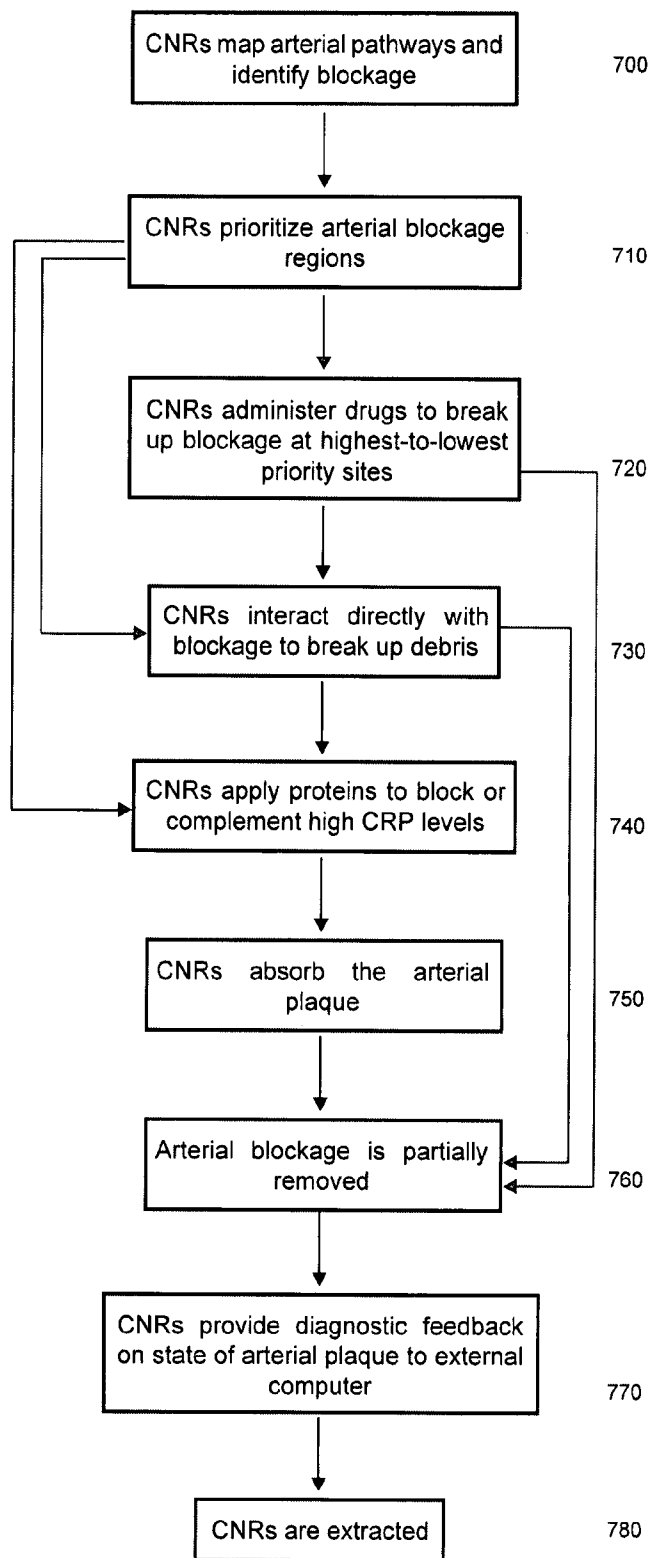 CNRs map arterial pathways and
identify blockage
700
CNRs prioritize arterial blockage
regions
710
CNRs administer drugs to break
up blockage at highest-to-lowest
priority sites
720
CNRs interact directly with
blockage to break up debris
730
CNRs apply proteins to block or
complement high CRP levels
740
CNRs absorb the arterial
plaque
750
Arterial blockage is partially
removed
760
CNRs provide diagnostic feedback
on state of arterial plaque to external
computer
770
CNRs are extracted
780